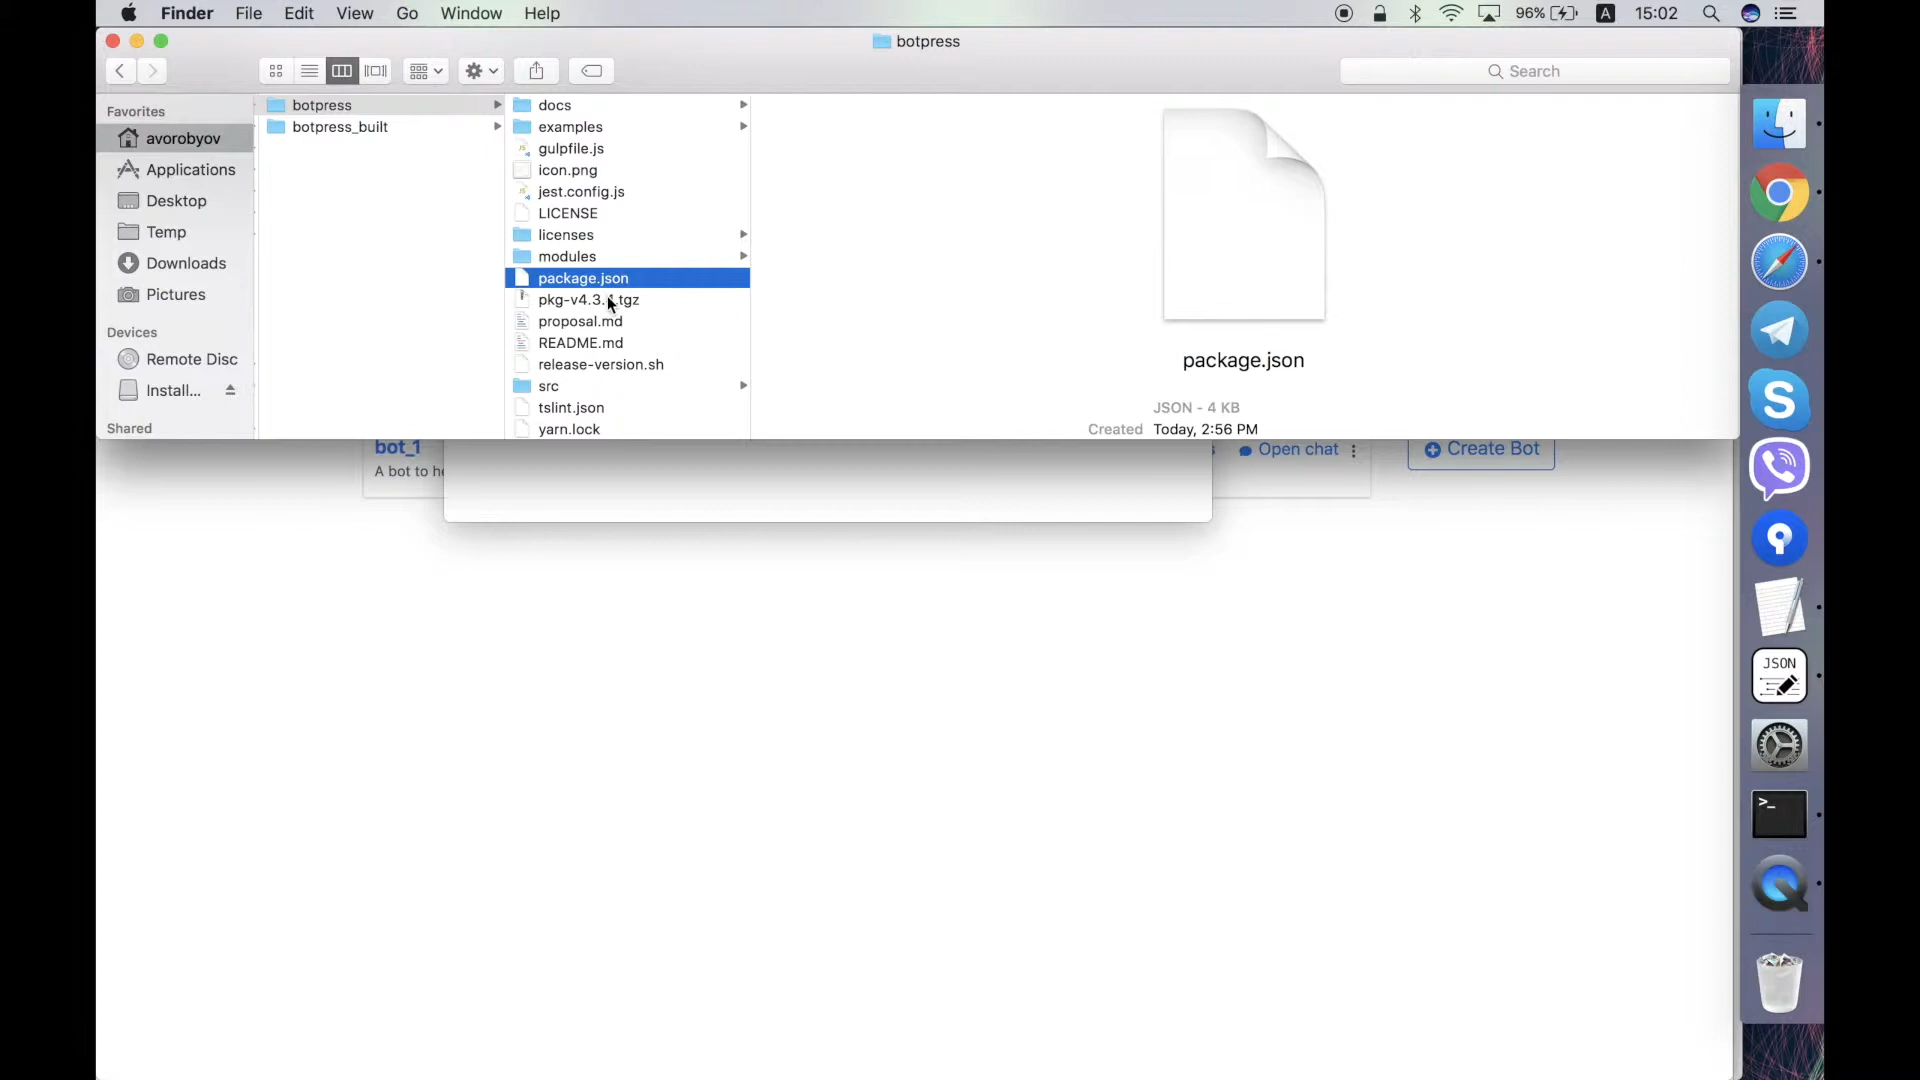 Finder File Edit View Go Window Help 96% A 15:02
botpress
Search
Favorites
avorobyov
Applications
Desktop
Temp
Downloads
Pictures
Devices
Remote Disc
Install...
Shared
botpress
botpress_built
docs
examples
gulpfile.js
icon.png
jest.config.js
LICENSE
licenses
modules
package.json
proposal.md
README.md
release-version.sh
src
tslint.json
yarn.lock
package.json
JSON - 4 KB
Created Today, 2:56 PM
bot_1
A bot to he
Open chat
Create Bot
JSON
>_